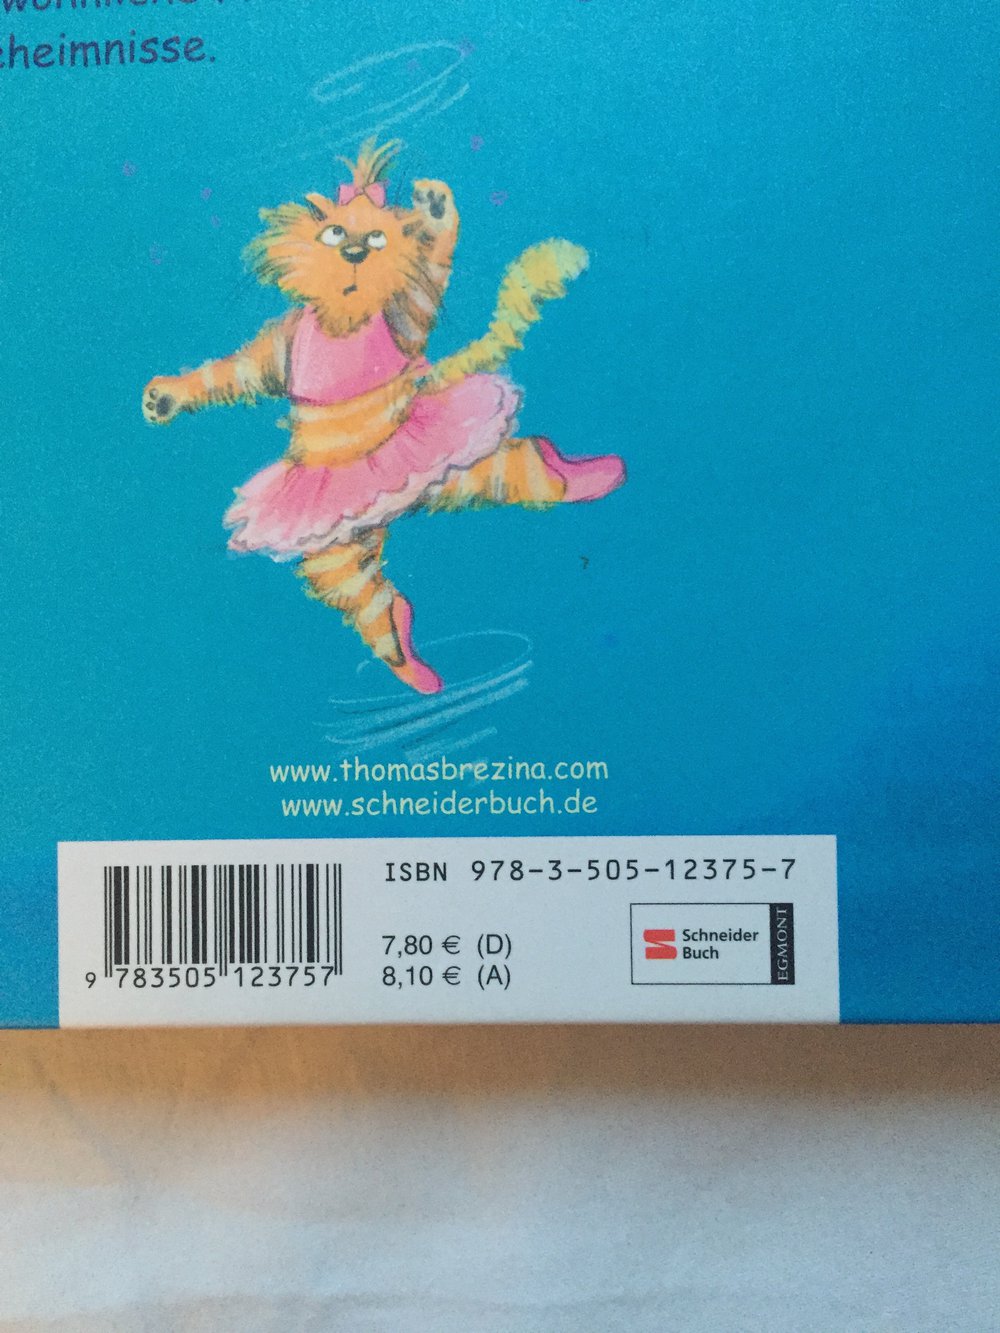 cheimnisse.
www.thomasbrezina.com
www.schneiderbuch.de
ISBN 978-3-505-12375-7
7,80 € (D)
8,10 € (A)
Schneider
Buch
EGMONT
9 783505 123757